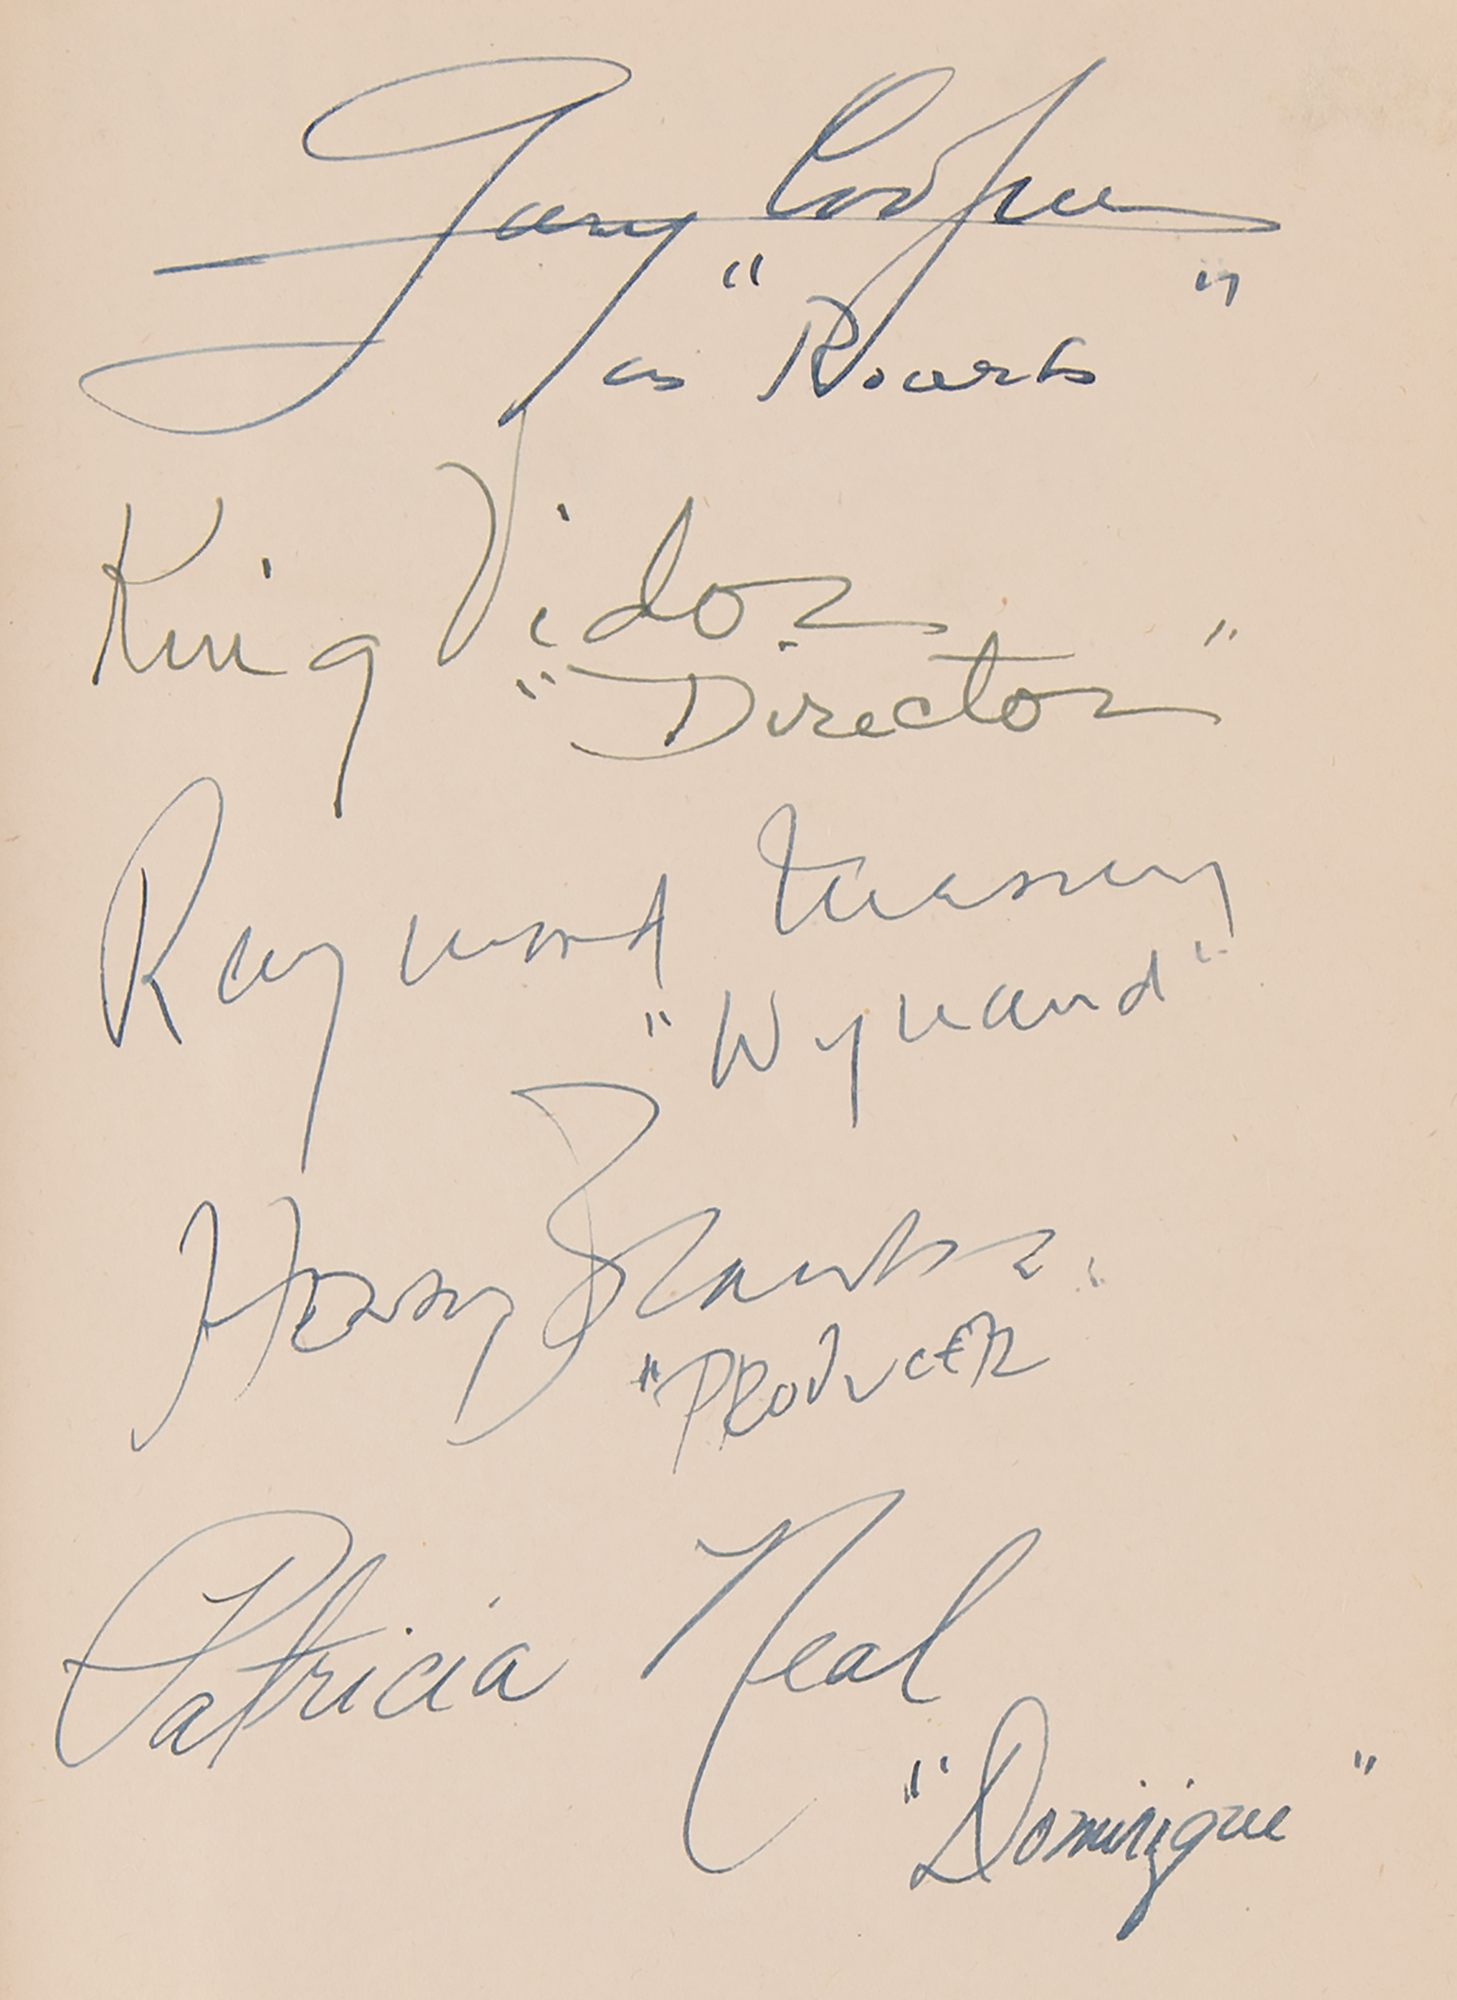 Gary Cooper
as "Roark"
King Vidor
"Director"
Raymond Massey
"Wynand"
Henry Blanke
"PRODUCER
Patricia Neal
"Dominique"